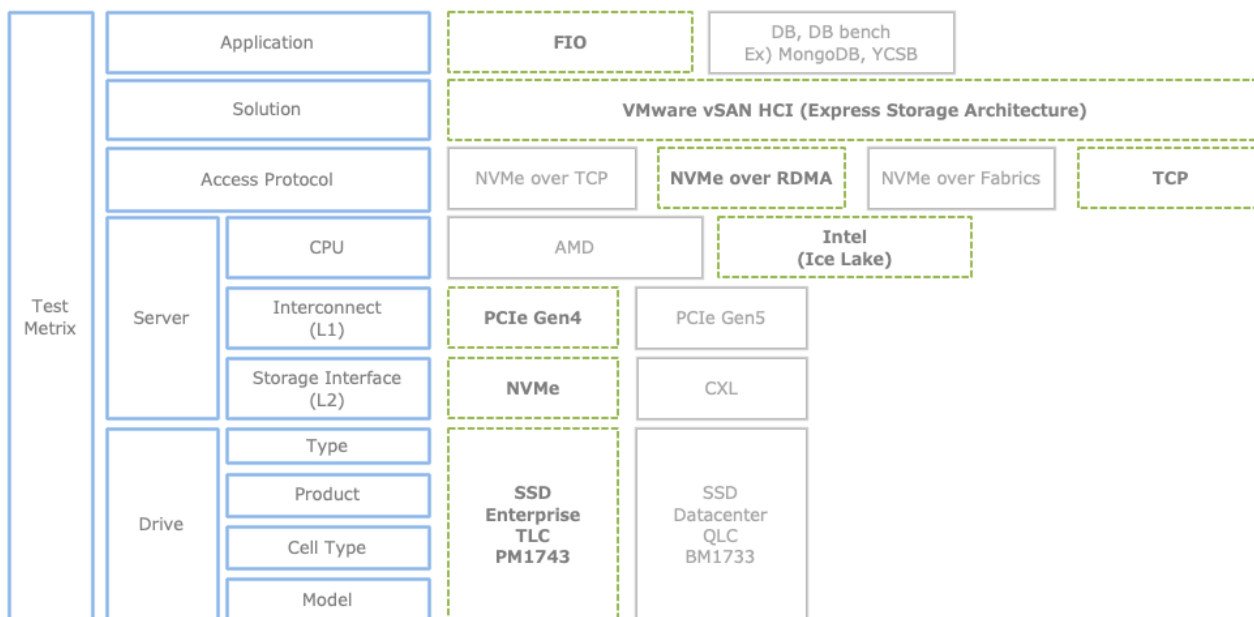 Test
Metrix
Application
FIO
DB, DB bench
Ex) MongoDB, YCSB
Solution
VMware vSAN HCI (Express Storage Architecture)
Access Protocol
NVMe over TCP
NVMe over RDMA
NVMe over Fabrics
TCP
Server
CPU
AMD
Intel
(Ice Lake)
Interconnect
(L1)
PCIe Gen4
PCIe Gen5
Storage Interface
(L2)
NVMe
CXL
Drive
Type
Product
Cell Type
Model
SSD
Enterprise
TLC
PM1743
SSD
Datacenter
QLC
BM1733